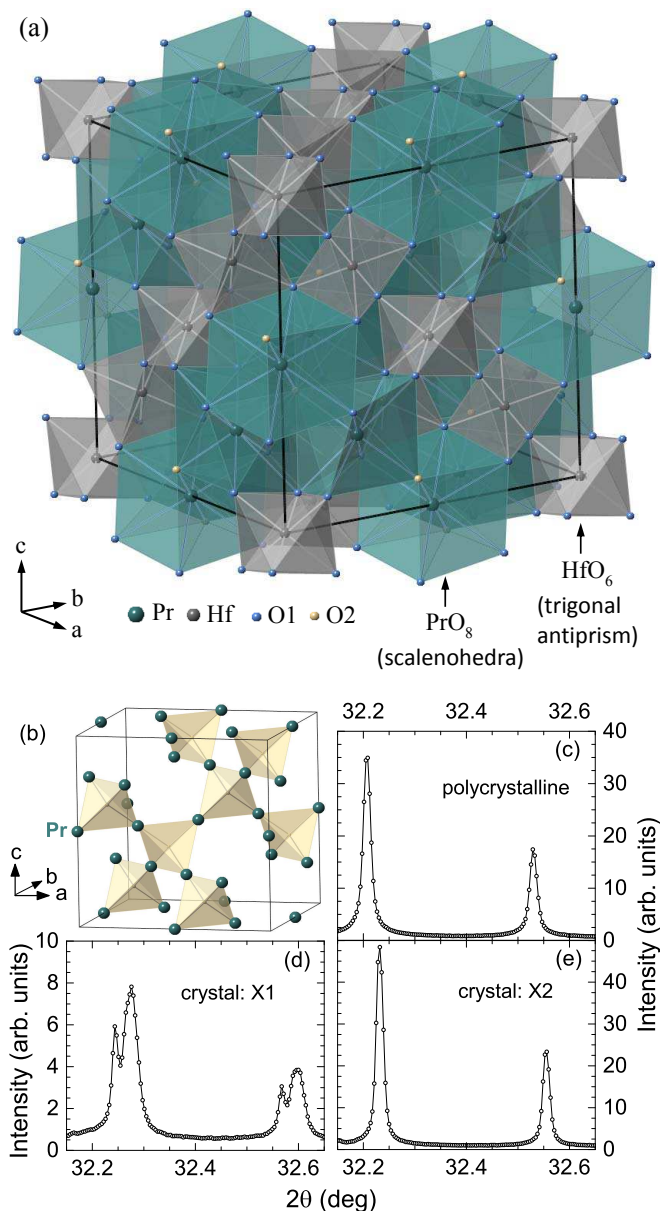 (a)
c
b
a
Pr Hf O1 O2
PrO₈
(scalenohedra)
HfO₆
(trigonal
antiprism)
(b)
Pr
c
b
a
32.2 32.6
(c)
polycrystalline
40
30
20
10
0
(d)
crystal: X1
10
8
6
4
2
0
Intensity (arb. units)
32.2 32.4 32.6
(e)
crystal: X2
40
30
20
10
0
Intensity (arb. units)
32.2 32.4 32.6
2θ (deg)